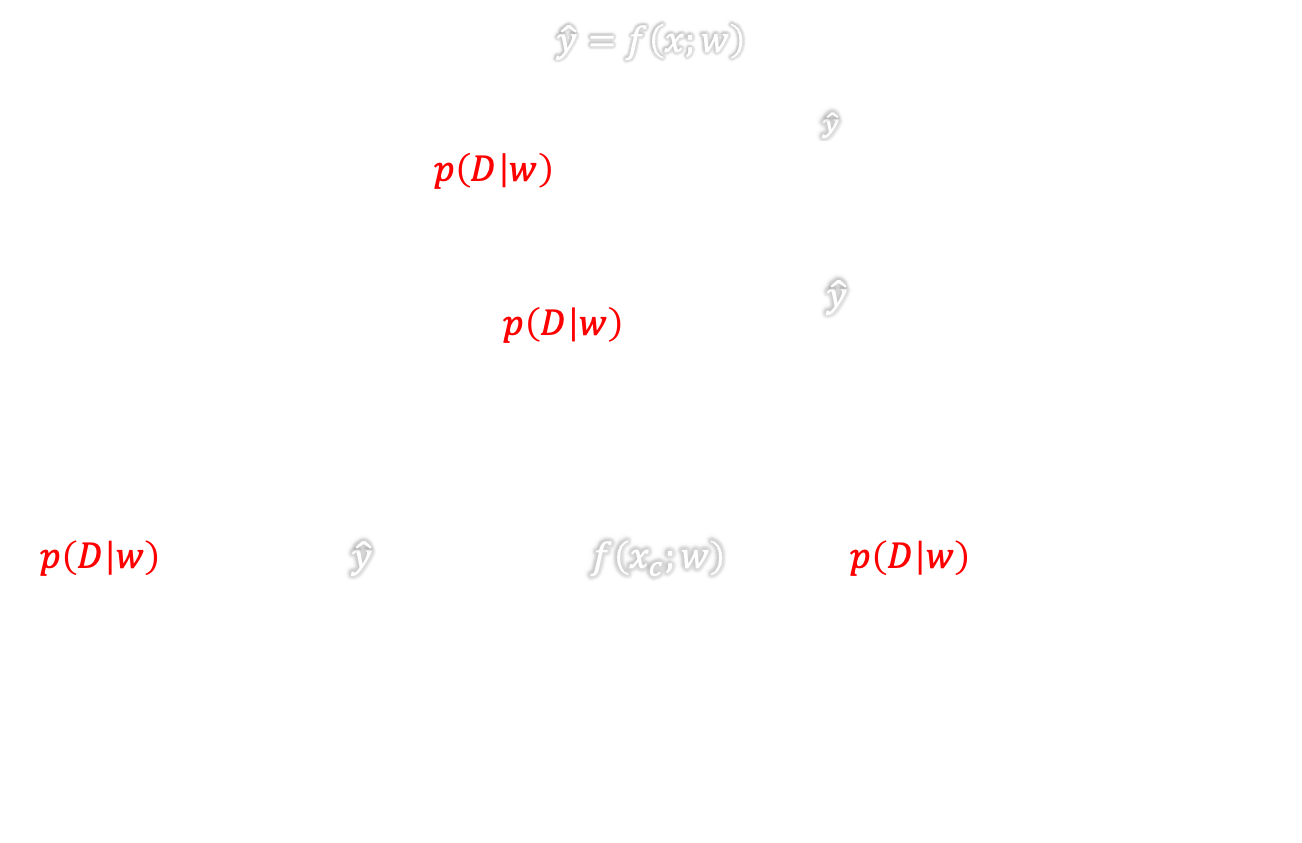 ŷ = f(x; w)
ŷ
p(D|w)
ŷ
p(D|w)
p(D|w) ŷ f(x_c; w) p(D|w)